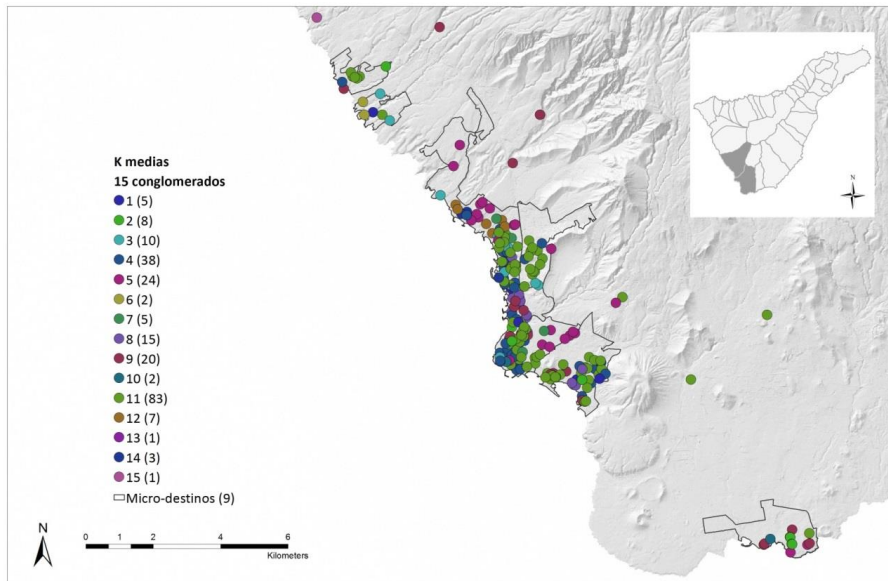 K medias
15 conglomerados
1 (5)
2 (8)
3 (10)
4 (38)
5 (24)
6 (2)
7 (5)
8 (15)
9 (20)
10 (2)
11 (83)
12 (7)
13 (1)
14 (3)
15 (1)
Micro-destinos (9)
N
0 1 2 4 6
Kilometers
N